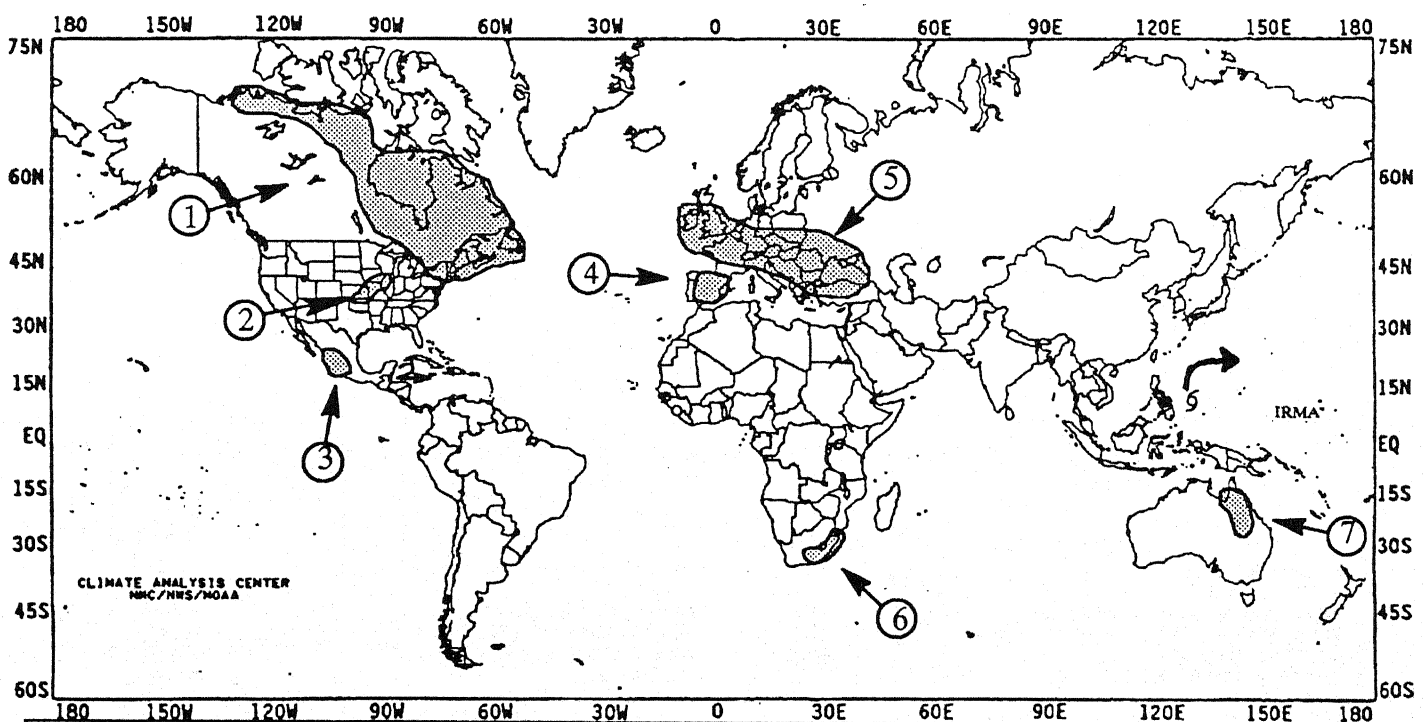 180 150W 120W 90W 60W 30W 0 30E 60E 90E 120E 150E 180
75N 75N
60N 60N
5
1
45N 45N
4
2
30N 30N
15N 15N
IRMA
EQ EQ
3
15S 15S
7
30S 30S
CLIMATE ANALYSIS CENTER
NMC/NWS/NOAA
45S 45S
6
60S 60S
180 150W 120W 90W 60W 30W 0 30E 60E 90E 120E 150E 180